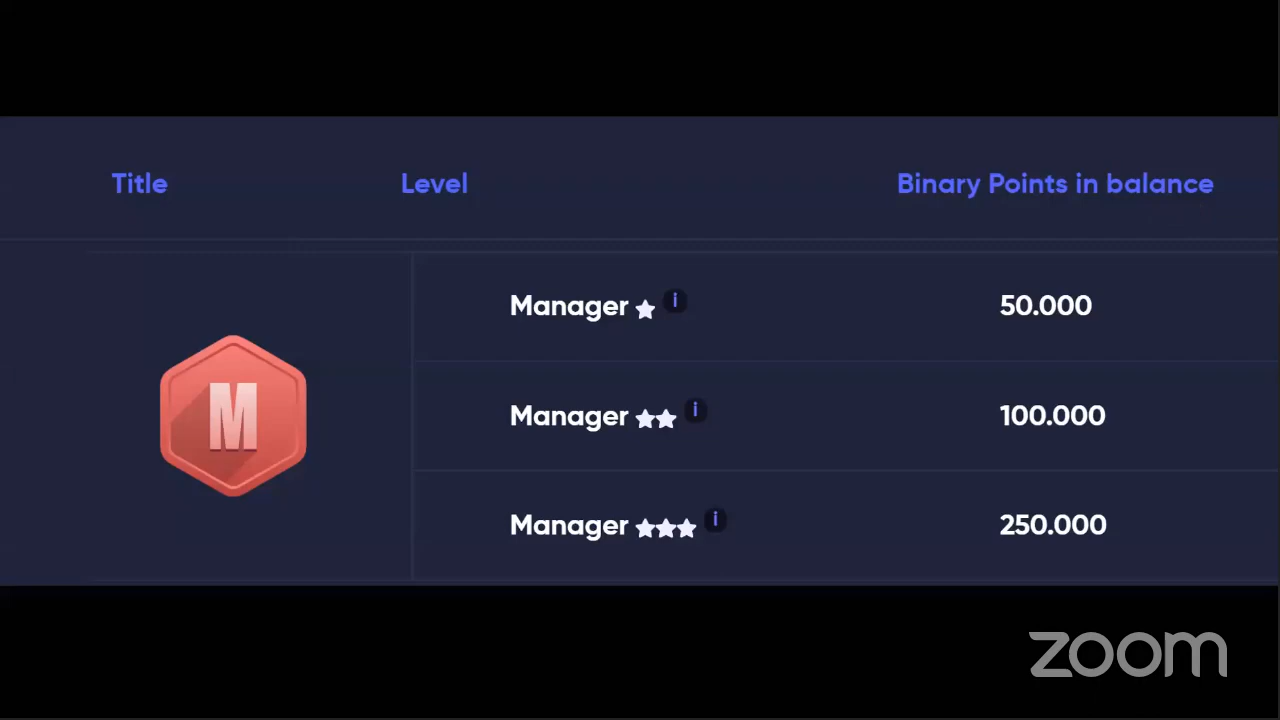 Title Level Binary Points in balance
Manager ★ i 50.000
M
Manager ★★ i 100.000
Manager ★★★ i 250.000
zoom